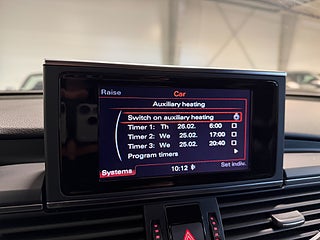 Raise
Car
Auxiliary heating
Switch on auxiliary heating
Timer 1: Th 26.02. 6:00
Timer 2: We 25.02. 17:00
Timer 3: We 25.02. 20:40
Program timers
Systems
10:12
Set indiv.